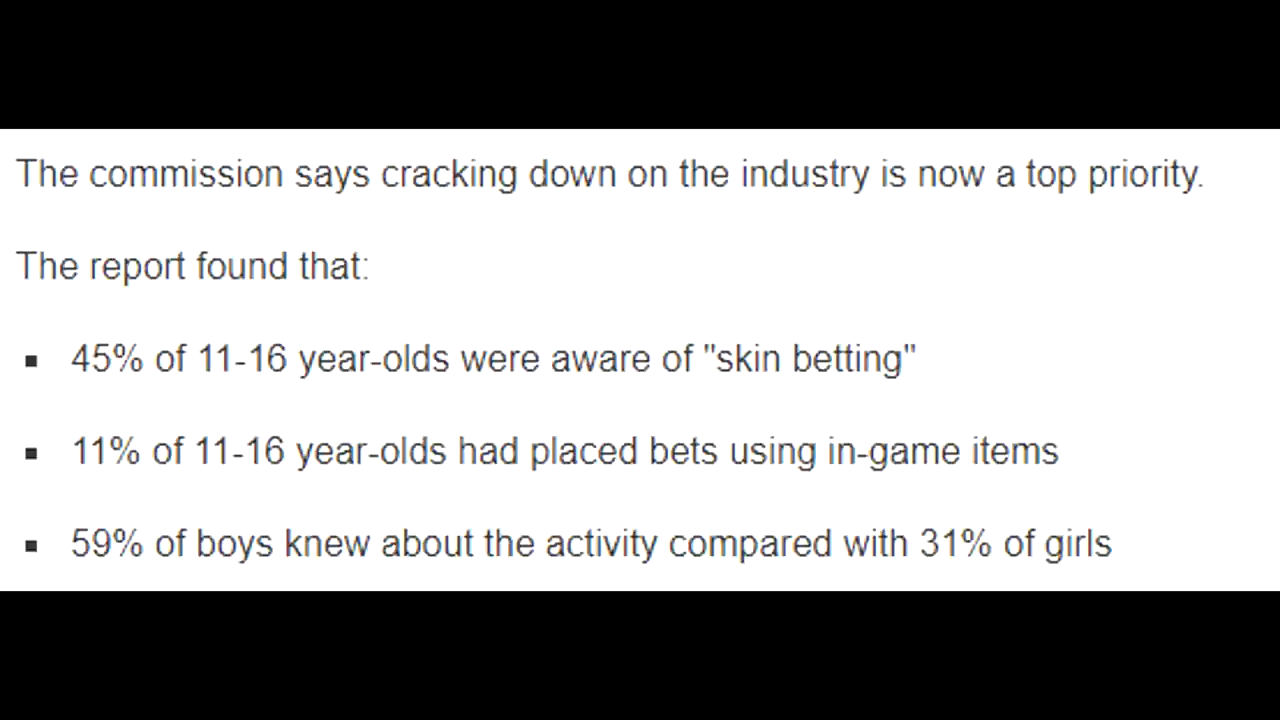 The commission says cracking down on the industry is now a top priority.
The report found that:
▪ 45% of 11-16 year-olds were aware of "skin betting"
▪ 11% of 11-16 year-olds had placed bets using in-game items
▪ 59% of boys knew about the activity compared with 31% of girls